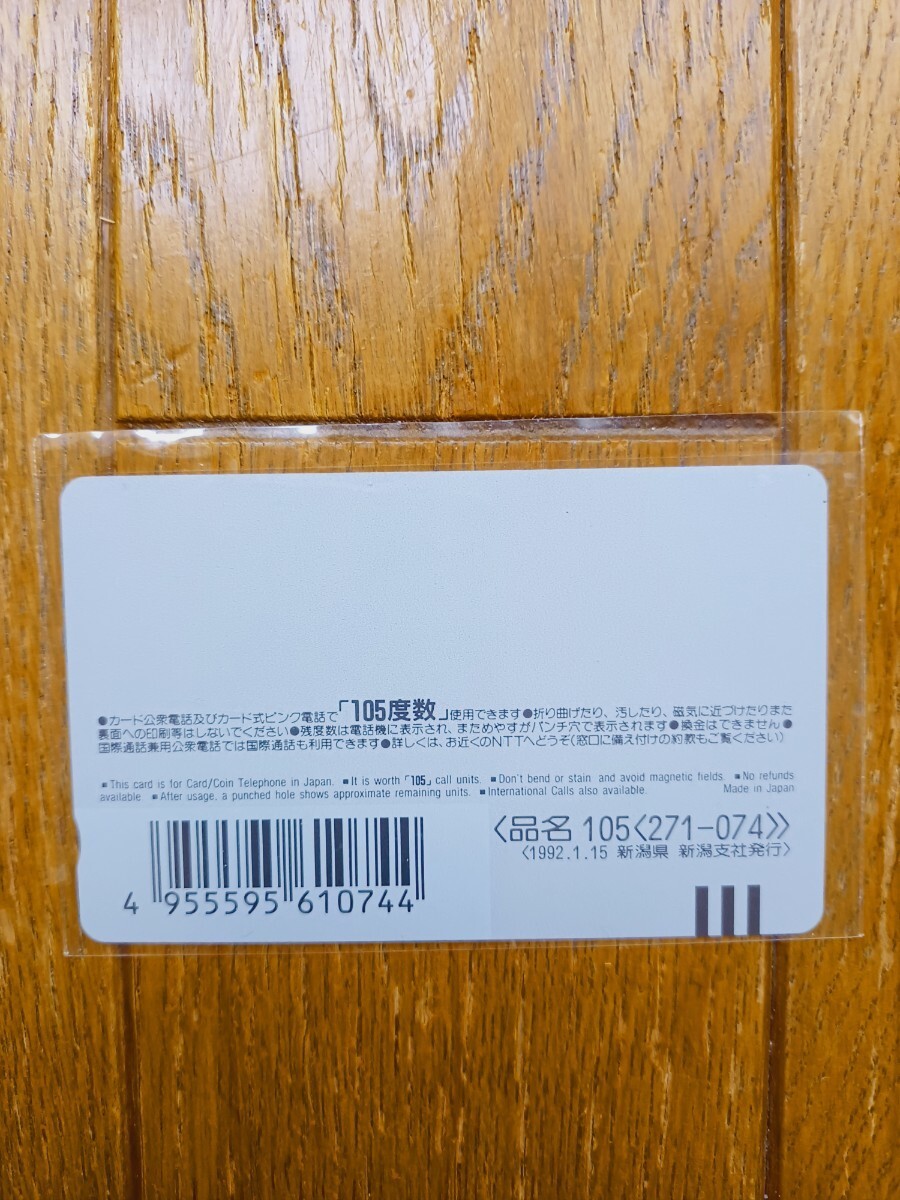 ●カード公衆電話及びカード式ピンク電話で「105度数」使用できます●折り曲げたり、汚したり、磁気に近づけたりまた
裏面への印刷等はしないでください●残度数は電話機に表示され、まためやすがパンチ穴で表示されます●換金はできません●
国際通話兼用公衆電話では国際通話も利用できます●詳しくは、お近くのNTTへどうぞ(窓口に備え付けの約款もご覧ください)
■This card is for Card/Coin Telephone in Japan. ■It is worth「105」call units. ■Don't bend or stain and avoid magnetic fields. ■No refunds
available ■After usage, a punched hole shows approximate remaining units. ■International Calls also available. Made in Japan
〈品名 105〈271-074〉〉
〈1992.1.15 新潟県 新潟支社発行〉
4 955595 610744